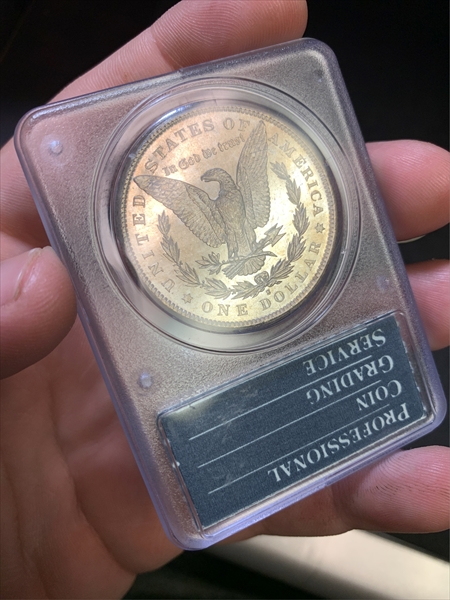 UNITED STATES OF AMERICA
In God we trust
ONE DOLLAR
PROFESSIONAL
COIN
GRADING
SERVICE